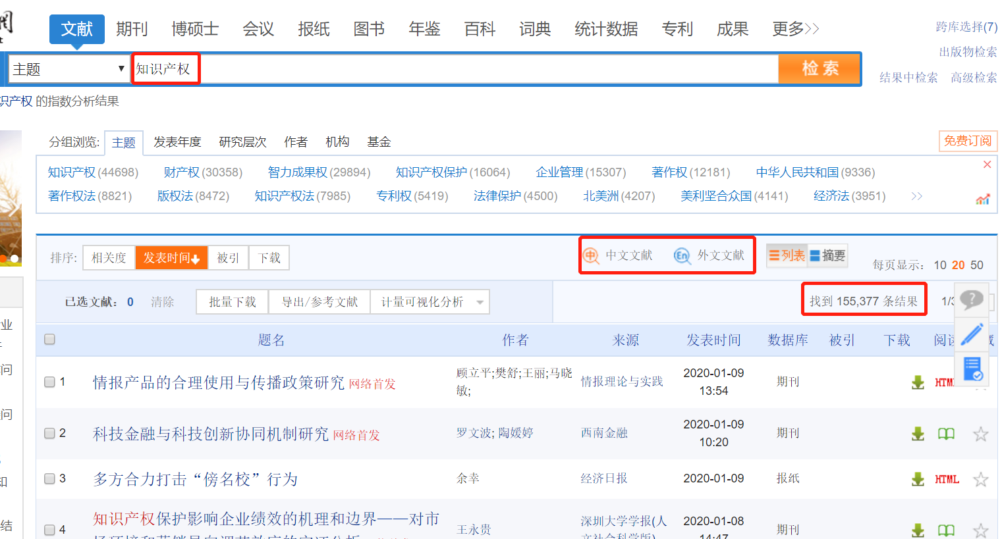 文献 期刊 博硕士 会议 报纸 图书 年鉴 百科 词典 统计数据 专利 成果 更多>>
跨库选择(7)
出版物检索
主题 ▼ 知识产权 检 索
结果中检索 高级检索
识产权 的指数分析结果
分组浏览: 主题 发表年度 研究层次 作者 机构 基金 免费订阅
知识产权(44698) 财产权(30358) 智力成果权(29894) 知识产权保护(16064) 企业管理(15307) 著作权(12181) 中华人民共和国(9336)
著作权法(8821) 版权法(8472) 知识产权法(7985) 专利权(5419) 法律保护(4500) 北美洲(4207) 美利坚合众国(4141) 经济法(3951) >>
排序: 相关度 发表时间 被引 下载 中 中文文献 En 外文文献 列表 摘要 每页显示: 10 20 50
已选文献: 0 清除 批量下载 导出/参考文献 计量可视化分析 找到 155,377 条结果 1/3
题名 作者 来源 发表时间 数据库 被引 下载 阅读
1 情报产品的合理使用与传播政策研究 网络首发 顾立平;樊舒;王丽;马晓敏; 情报理论与实践 2020-01-09 13:54 期刊 HTML
2 科技金融与科技创新协同机制研究 网络首发 罗文波; 陶媛婷 西南金融 2020-01-09 10:20 期刊
3 多方合力打击“傍名校”行为 余幸 经济日报 2020-01-09 报纸 HTML
4 知识产权保护影响企业绩效的机理和边界——对市 王永贵 深圳大学学报(人 2020-01-08 期刊
业
问
问
知
结